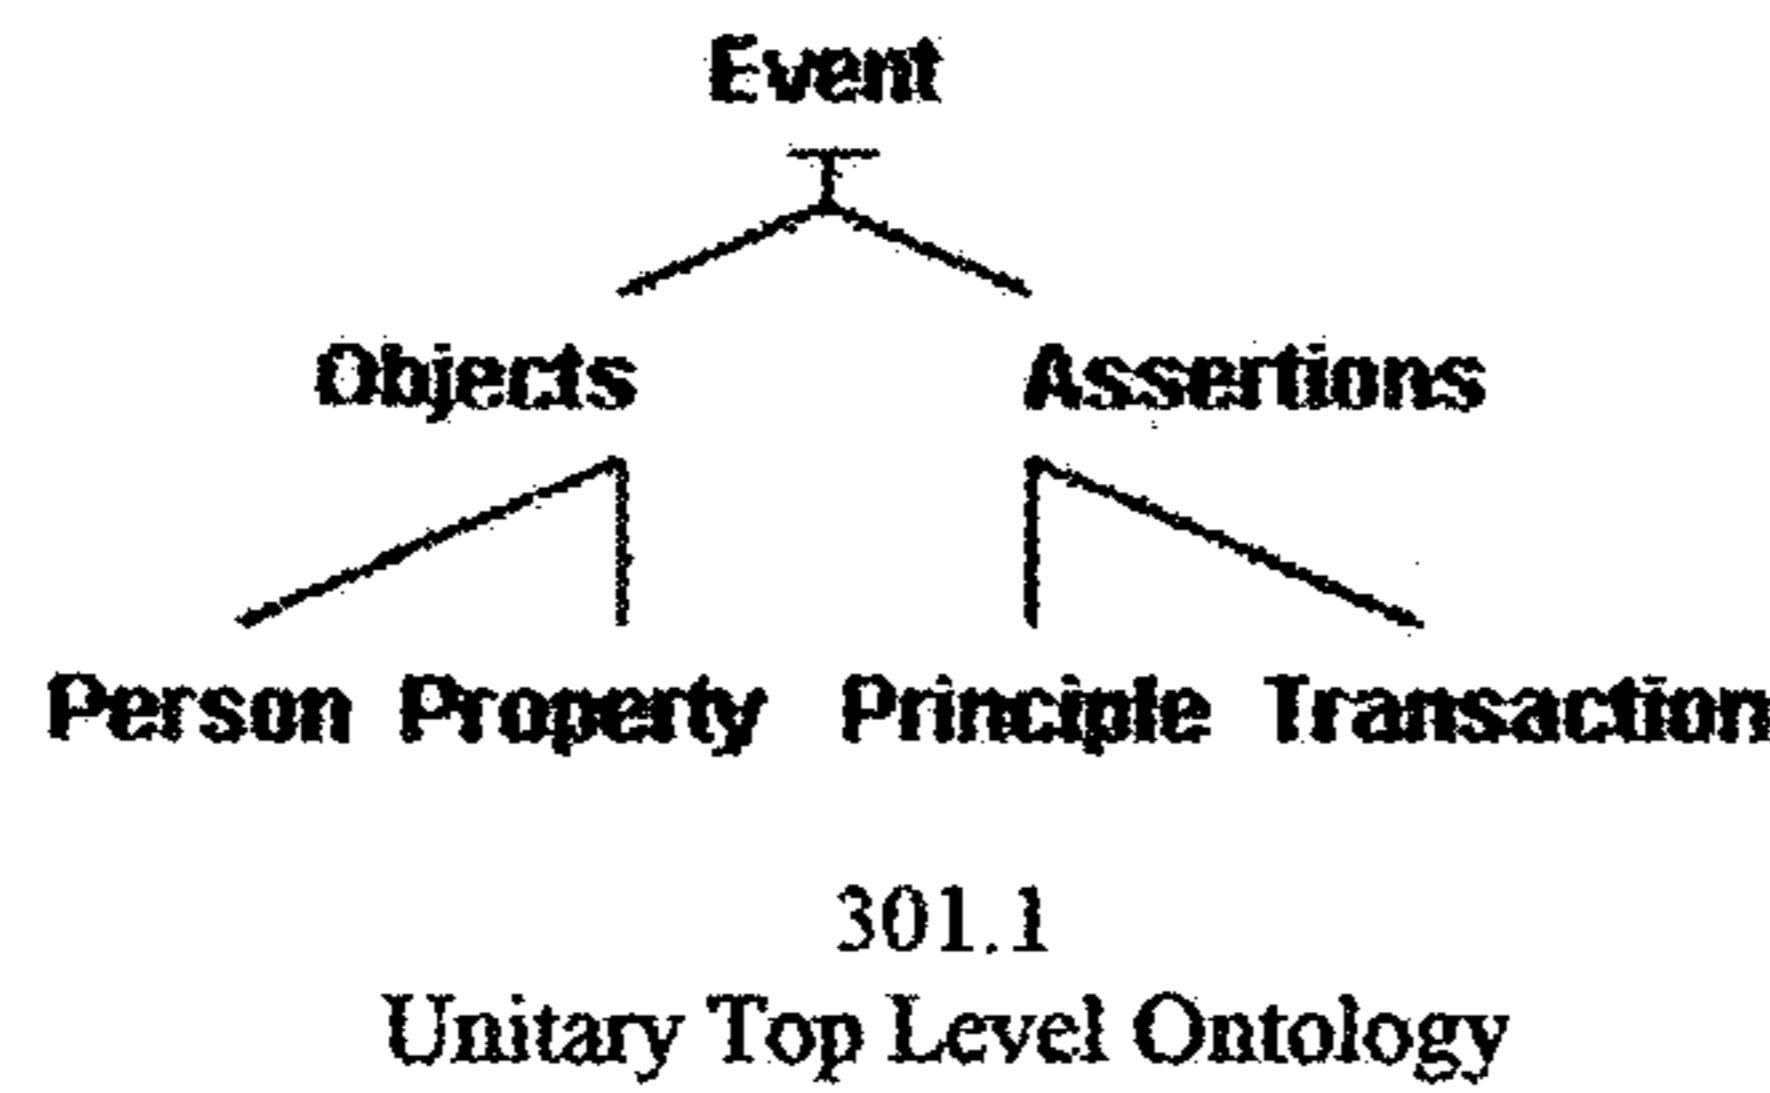 Event
Objects Assertions
Person Property Principle Transaction
301.1
Unitary Top Level Ontology